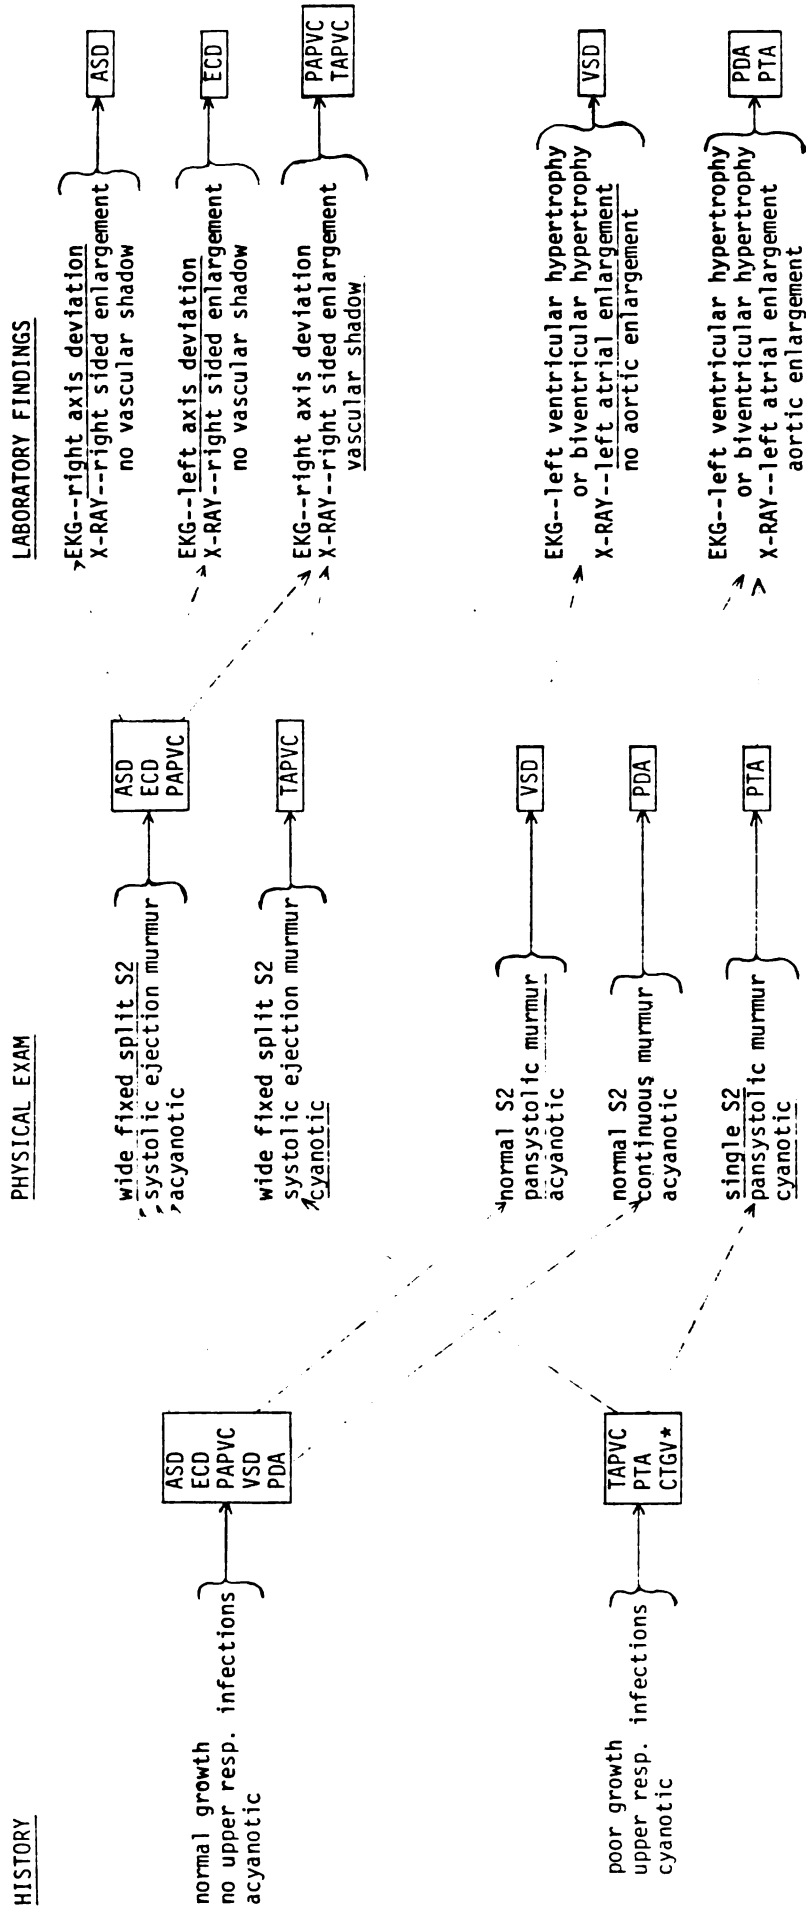 HISTORY
normal growth
no upper resp. infections
acyanotic
ASD
ECD
PAPVC
VSD
PDA
poor growth
upper resp. infections
cyanotic
TAPVC
PTA
CTGV*
PHYSICAL EXAM
wide fixed split S2
systolic ejection murmur
acyanotic
ASD
ECD
PAPVC
wide fixed split S2
systolic ejection murmur
cyanotic
TAPVC
normal S2
pansystolic murmur
acyanotic
VSD
normal S2
continuous murmur
acyanotic
PDA
single S2
pansystolic murmur
cyanotic
PTA
LABORATORY FINDINGS
EKG--right axis deviation
X-RAY--right sided enlargement
no vascular shadow
ASD
EKG--left axis deviation
X-RAY--right sided enlargement
no vascular shadow
ECD
EKG--right axis deviation
X-RAY--right sided enlargement
vascular shadow
PAPVC
TAPVC
EKG--left ventricular hypertrophy
or biventricular hypertrophy
X-RAY--left atrial enlargement
no aortic enlargement
VSD
EKG--left ventricular hypertrophy
or biventricular hypertrophy
X-RAY--left atrial enlargement
aortic enlargement
PDA
PTA